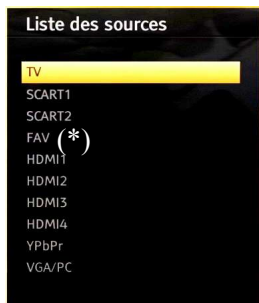 Liste des sources
TV
SCART1
SCART2
FAV (*)
HDMI1
HDMI2
HDMI3
HDMI4
YPbPr
VGA/PC